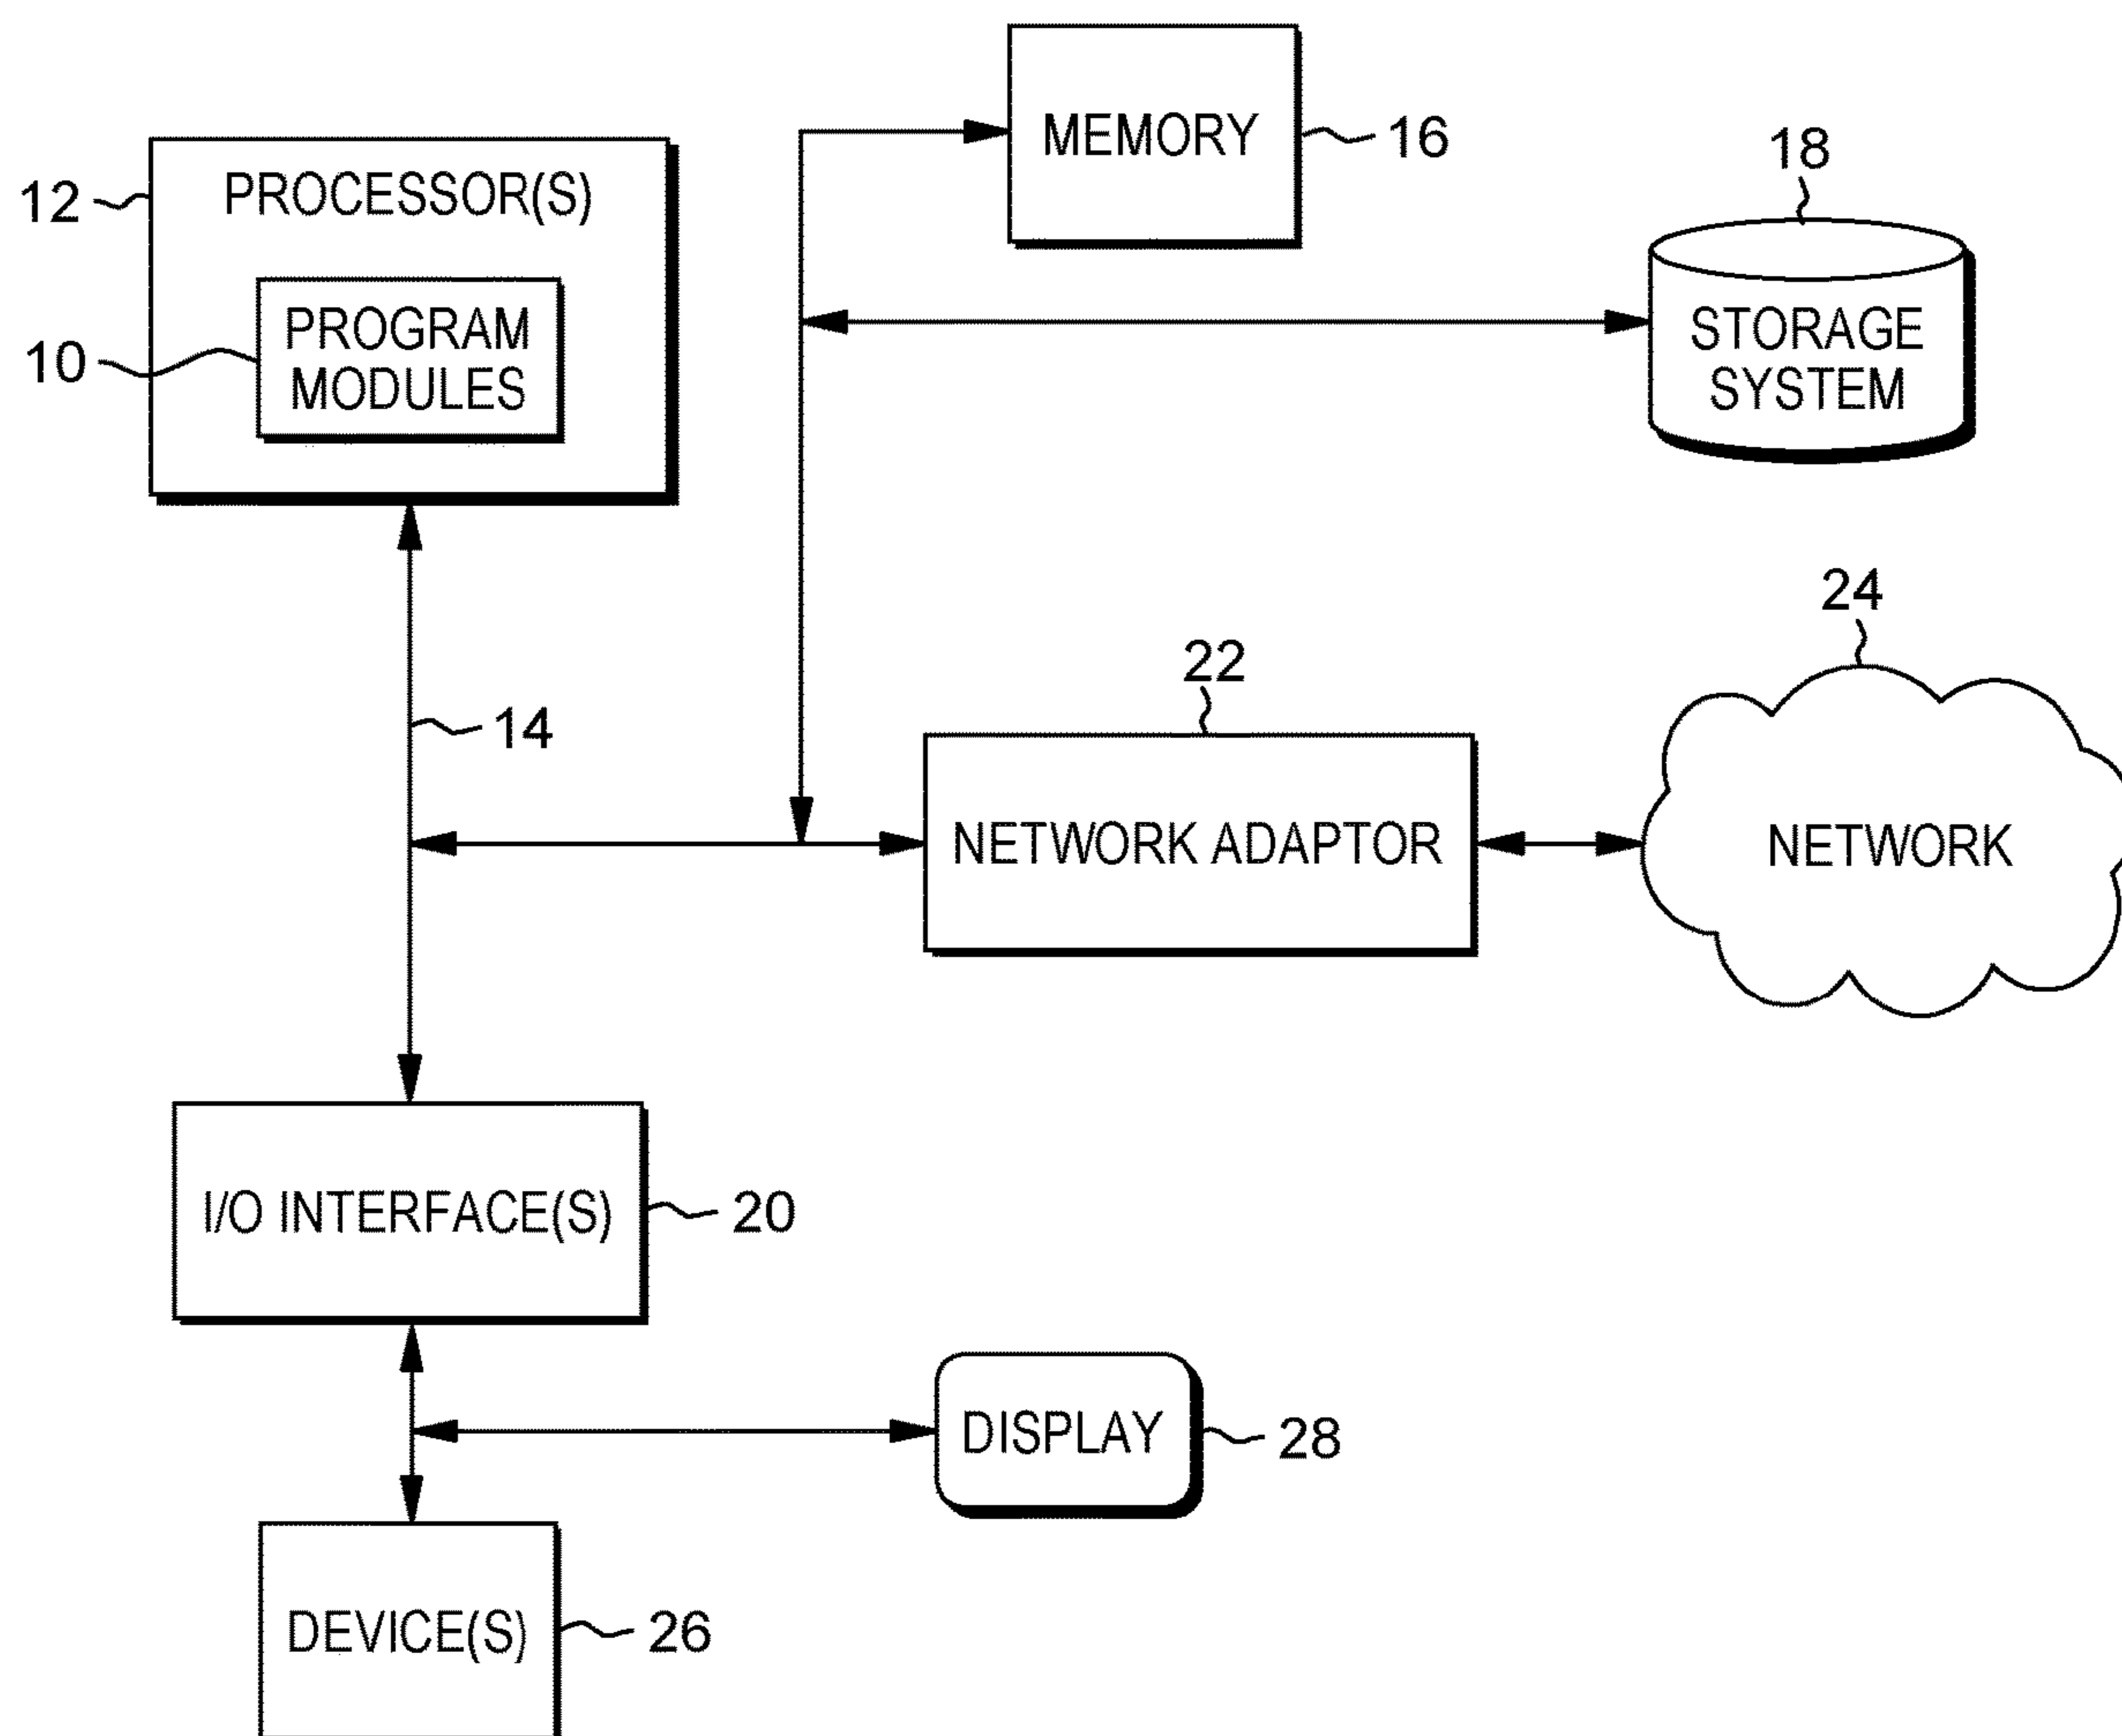 MEMORY
16
18
12
PROCESSOR(S)
PROGRAM
MODULES
10
STORAGE
SYSTEM
24
22
14
NETWORK ADAPTOR
NETWORK
I/O INTERFACE(S)
20
DISPLAY
28
DEVICE(S)
26